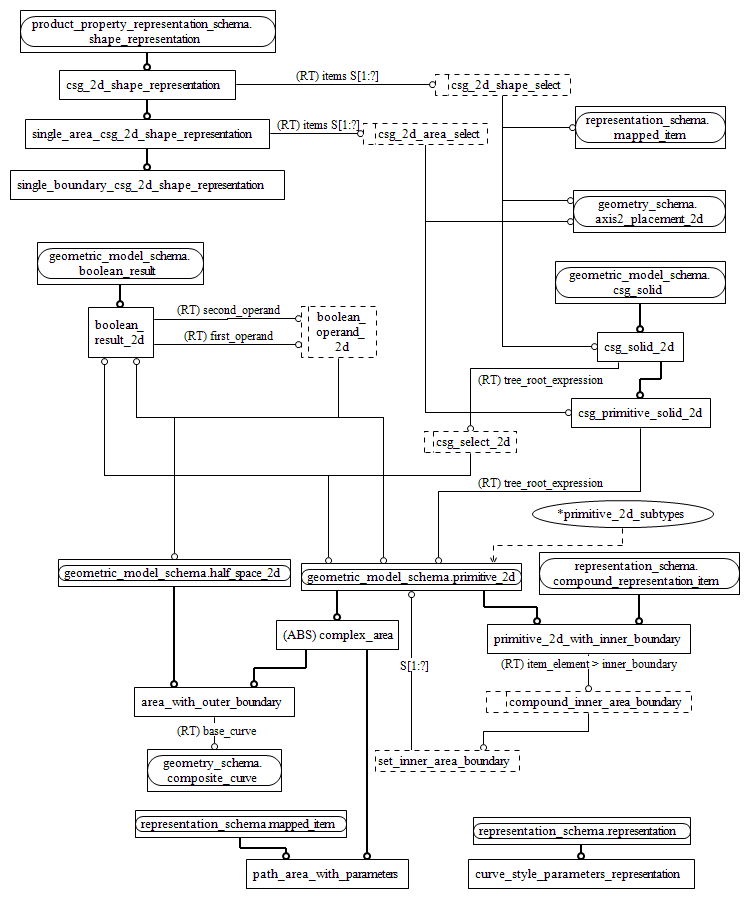 product_property_representation_schema.
shape_representation
csg_2d_shape_representation
(RT) items S[1:?]
csg_2d_shape_select
single_area_csg_2d_shape_representation
(RT) items S[1:?]
csg_2d_area_select
representation_schema.
mapped_item
single_boundary_csg_2d_shape_representation
geometry_schema.
axis2_placement_2d
geometric_model_schema.
boolean_result
geometric_model_schema.
csg_solid
boolean_
result_2d
(RT) second_operand
(RT) first_operand
boolean_
operand_
2d
csg_solid_2d
(RT) tree_root_expression
csg_primitive_solid_2d
csg_select_2d
(RT) tree_root_expression
*primitive_2d_subtypes
geometric_model_schema.half_space_2d
geometric_model_schema.primitive_2d
representation_schema.
compound_representation_item
(ABS) complex_area
primitive_2d_with_inner_boundary
S[1:?]
(RT) item_element > inner_boundary
area_with_outer_boundary
compound_inner_area_boundary
(RT) base_curve
geometry_schema.
composite_curve
set_inner_area_boundary
representation_schema.mapped_item
representation_schema.representation
path_area_with_parameters
curve_style_parameters_representation